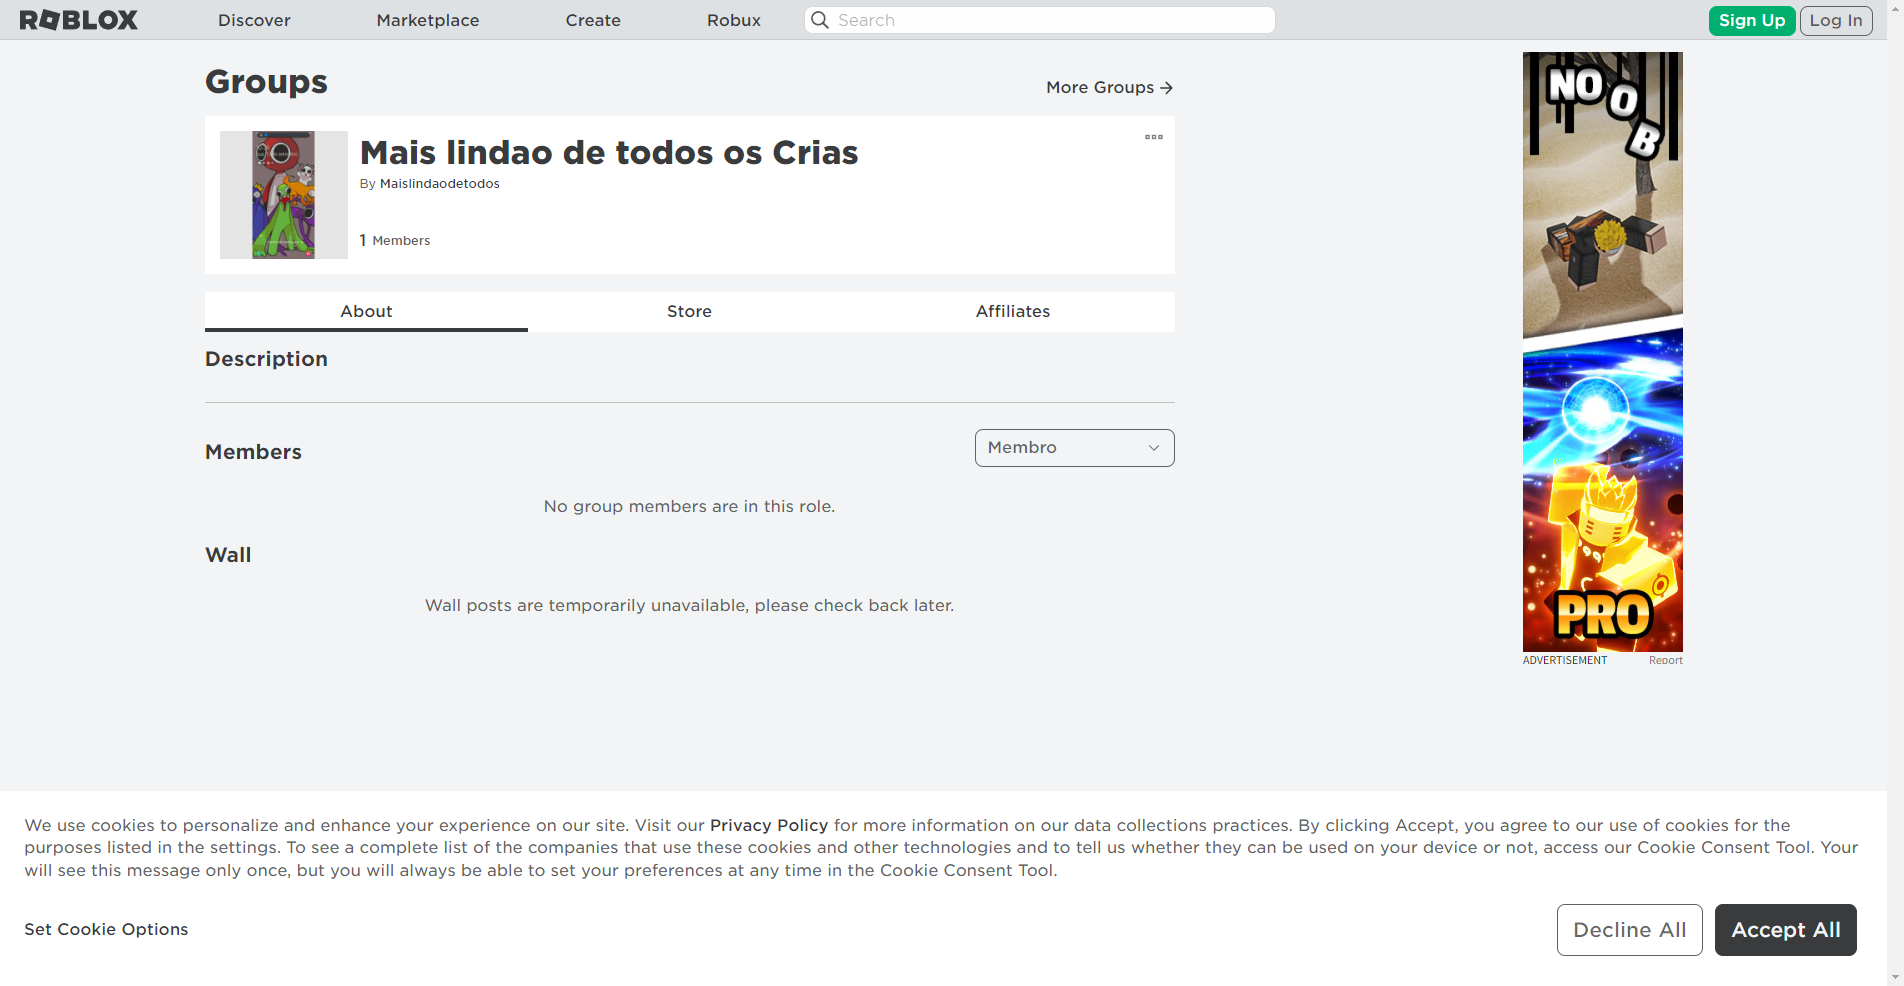 ROBLOX Discover Marketplace Create Robux Search Sign Up Log In
Groups
More Groups
Mais lindao de todos os Crias
By Maislindaodetodos
1 Members
About Store Affiliates
Description
Members
Membro
No group members are in this role.
Wall
Wall posts are temporarily unavailable, please check back later.
NOOB
PRO
ADVERTISEMENT Report
We use cookies to personalize and enhance your experience on our site. Visit our Privacy Policy for more information on our data collections practices. By clicking Accept, you agree to our use of cookies for the
purposes listed in the settings. To see a complete list of the companies that use these cookies and other technologies and to tell us whether they can be used on your device or not, access our Cookie Consent Tool. Your
will see this message only once, but you will always be able to set your preferences at any time in the Cookie Consent Tool.
Set Cookie Options
Decline All Accept All